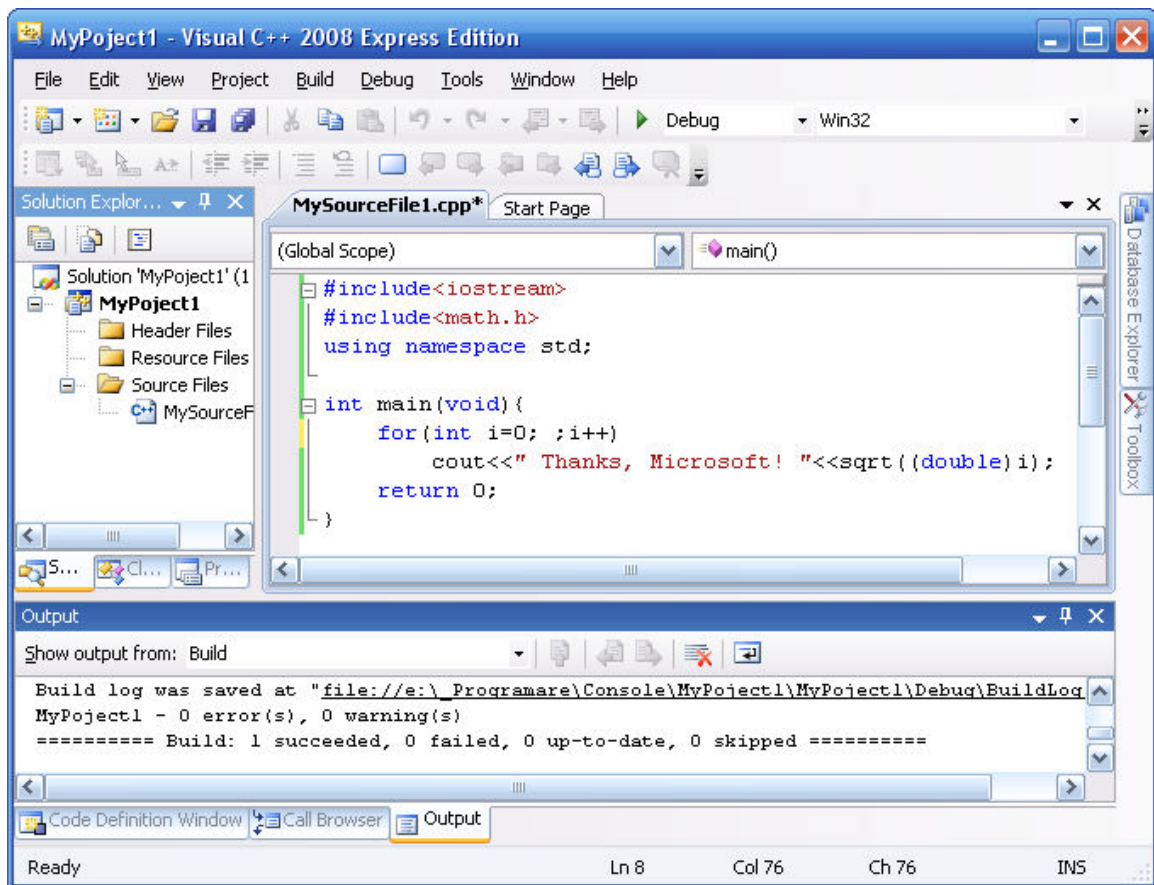 MyPoject1 - Visual C++ 2008 Express Edition
File Edit View Project Build Debug Tools Window Help
Debug Win32
Solution Explor...
MySourceFile1.cpp* Start Page
(Global Scope) main()
Solution 'MyPoject1' (1
MyPoject1
Header Files
Resource Files
Source Files
MySourceF
#include<iostream>
#include<math.h>
using namespace std;
int main(void){
for(int i=0; ;i++)
cout<<" Thanks, Microsoft! "<<sqrt((double)i);
return 0;
}
S... Cl... Pr...
Database Explorer
Toolbox
Output
Show output from: Build
Build log was saved at "file://e:\_Programare\Console\MyPoject1\MyPoject1\Debug\BuildLog
MyPoject1 - 0 error(s), 0 warning(s)
========== Build: 1 succeeded, 0 failed, 0 up-to-date, 0 skipped ==========
Code Definition Window Call Browser Output
Ready Ln 8 Col 76 Ch 76 INS